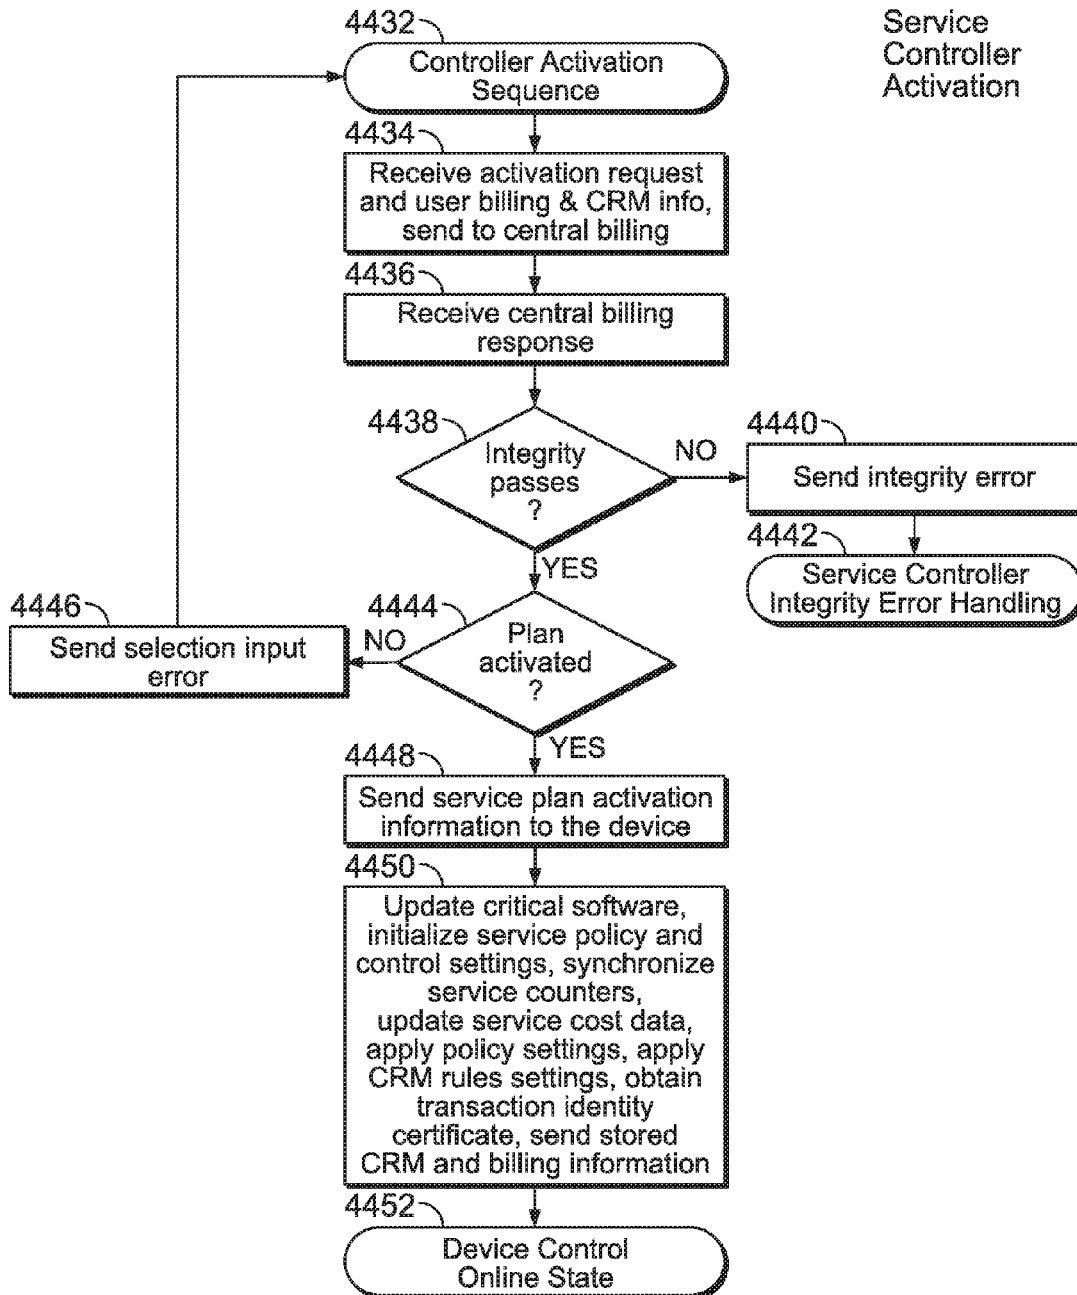 4432
Service
Controller
Activation
Controller Activation
Sequence
4434
Receive activation request
and user billing & CRM info,
send to central billing
4436
Receive central billing
response
4438
Integrity
passes
?
NO
4440
Send integrity error
4442
Service Controller
Integrity Error Handling
YES
4444
Plan
activated
?
NO
4446
Send selection input
error
YES
4448
Send service plan activation
information to the device
4450
Update critical software,
initialize service policy and
control settings, synchronize
service counters,
update service cost data,
apply policy settings, apply
CRM rules settings, obtain
transaction identity
certificate, send stored
CRM and billing information
4452
Device Control
Online State